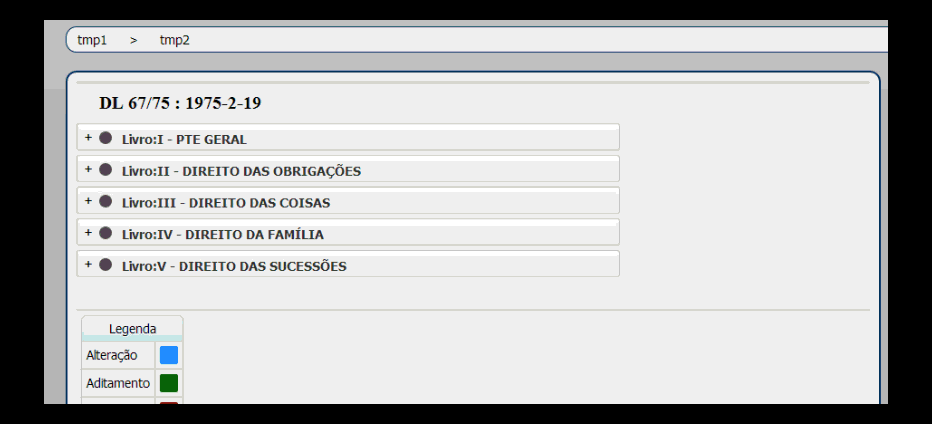 tmp1 > tmp2
DL 67/75 : 1975-2-19
+ Livro:I - PTE GERAL
+ Livro:II - DIREITO DAS OBRIGAÇÕES
+ Livro:III - DIREITO DAS COISAS
+ Livro:IV - DIREITO DA FAMÍLIA
+ Livro:V - DIREITO DAS SUCESSÕES
Legenda
Alteração
Aditamento